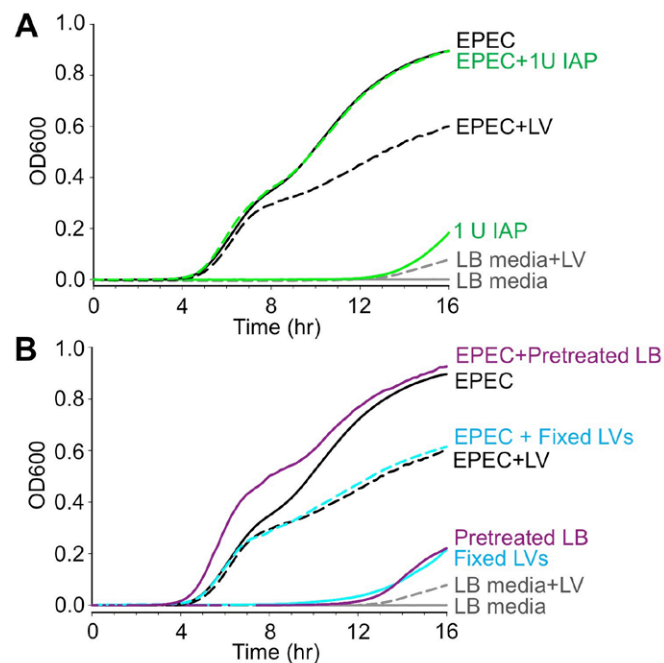 A
1.0
0.8
0.6
0.4
0.2
0.0
OD600
EPEC
EPEC+1U IAP
EPEC+LV
1 U IAP
LB media+LV
LB media
0
4
8
12
16
Time (hr)
B
1.0
0.8
0.6
0.4
0.2
0.0
OD600
EPEC+Pretreated LB
EPEC
EPEC + Fixed LVs
EPEC+LV
Pretreated LB
Fixed LVs
LB media+LV
LB media
0
4
8
12
16
Time (hr)